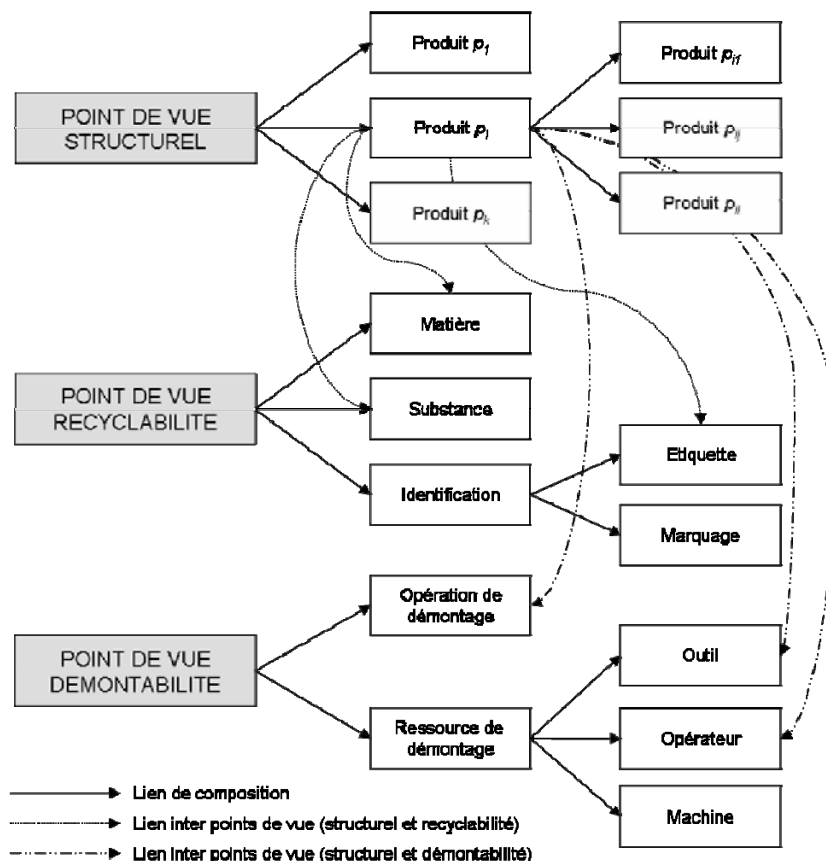 Produit p1
Produit pi1
POINT DE VUE
STRUCTUREL
Produit pi
Produit pij
Produit pk
Produit pil
Matière
POINT DE VUE
RECYCLABILITE
Substance
Etiquette
Identification
Marquage
Opération de
démontage
POINT DE VUE
DEMONTABILITE
Outil
Ressource de
démontage
Opérateur
Machine
Lien de composition
Lien inter points de vue (structurel et recyclabilité)
Lien inter points de vue (structurel et démontabilité)